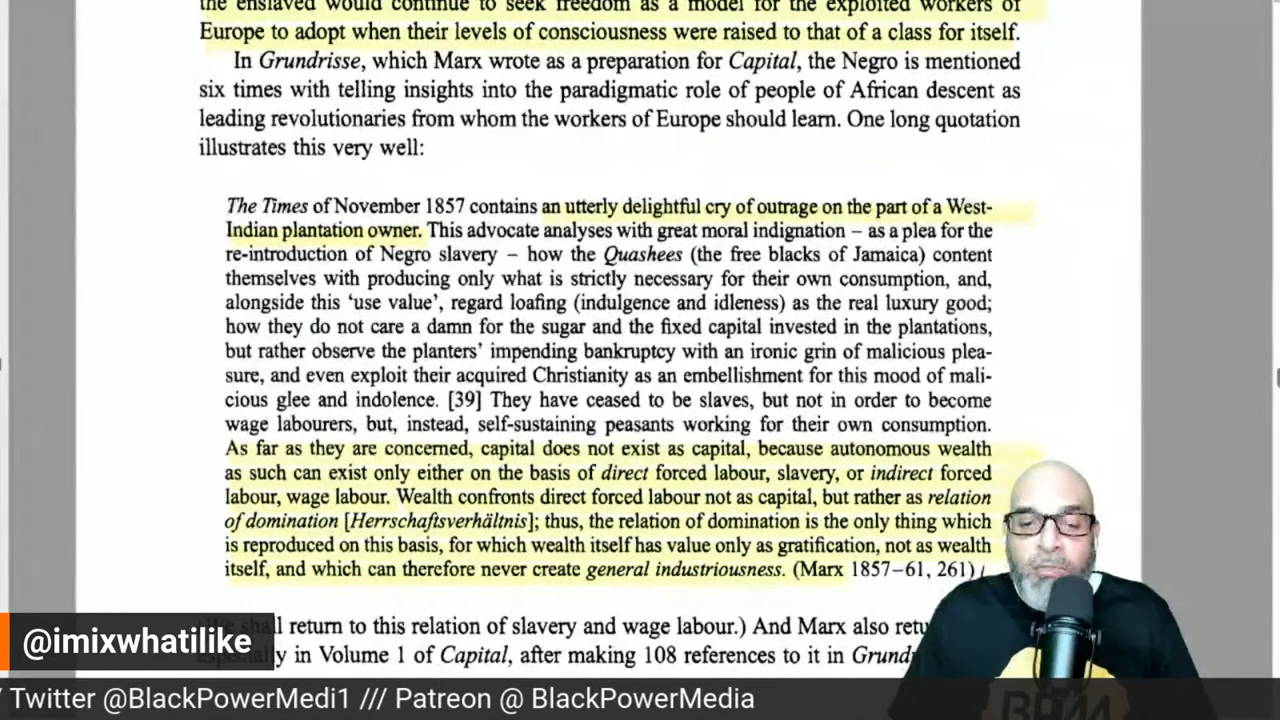 the enslaved would continue to seek freedom as a model for the exploited workers of
Europe to adopt when their levels of consciousness were raised to that of a class for itself.
In Grundrisse, which Marx wrote as a preparation for Capital, the Negro is mentioned
six times with telling insights into the paradigmatic role of people of African descent as
leading revolutionaries from whom the workers of Europe should learn. One long quotation
illustrates this very well:
The Times of November 1857 contains an utterly delightful cry of outrage on the part of a West-
Indian plantation owner. This advocate analyses with great moral indignation – as a plea for the
re-introduction of Negro slavery – how the Quashees (the free blacks of Jamaica) content
themselves with producing only what is strictly necessary for their own consumption, and,
alongside this 'use value', regard loafing (indulgence and idleness) as the real luxury good;
how they do not care a damn for the sugar and the fixed capital invested in the plantations,
but rather observe the planters' impending bankruptcy with an ironic grin of malicious plea-
sure, and even exploit their acquired Christianity as an embellishment for this mood of mali-
cious glee and indolence. [39] They have ceased to be slaves, but not in order to become
wage labourers, but, instead, self-sustaining peasants working for their own consumption.
As far as they are concerned, capital does not exist as capital, because autonomous wealth
as such can exist only either on the basis of direct forced labour, slavery, or indirect forced
labour, wage labour. Wealth confronts direct forced labour not as capital, but rather as relation
of domination [Herrschaftsverhältnis]; thus, the relation of domination is the only thing which
is reproduced on this basis, for which wealth itself has value only as gratification, not as wealth
itself, and which can therefore never create general industriousness. (Marx 1857–61, 261)
return to this relation of slavery and wage labour.) And Marx also
in Volume 1 of Capital, after making 108 references to it in
@imixwhatilike
/ Twitter @BlackPowerMedi1 /// Patreon @ BlackPowerMedia